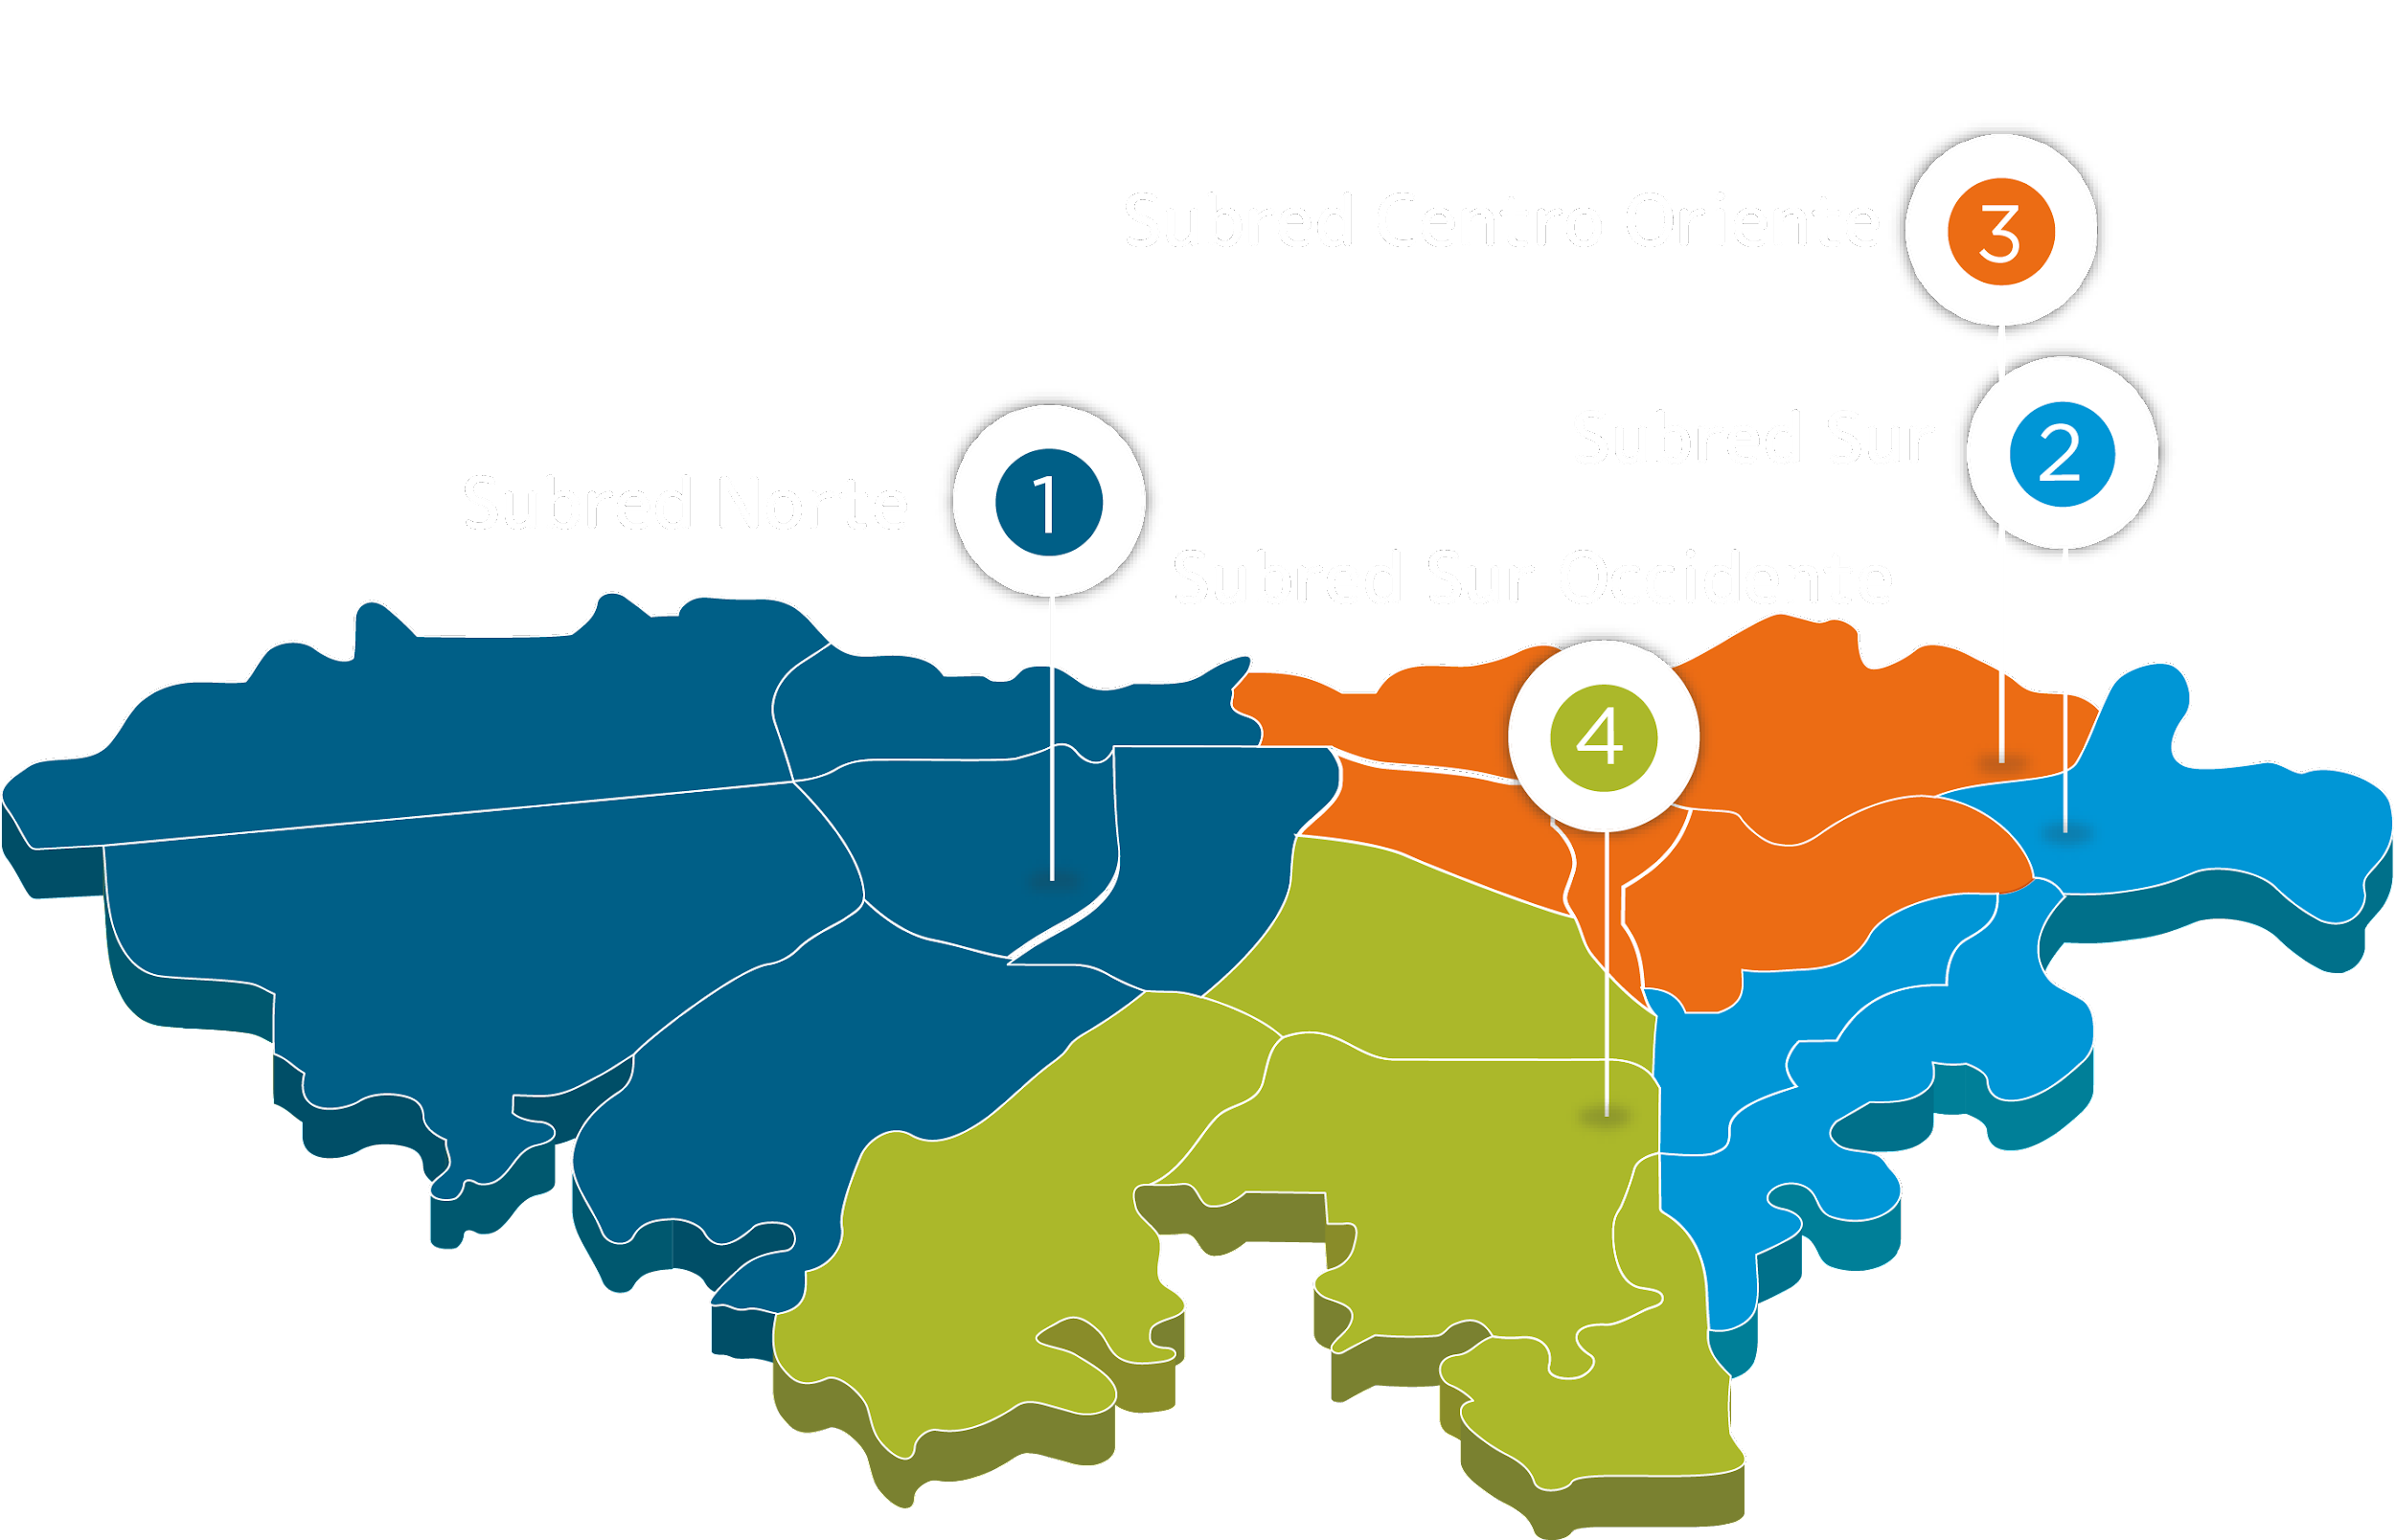 Subred Centro Oriente
3
Subred Sur
2
Subred Norte
1
Subred Sur Occidente
4